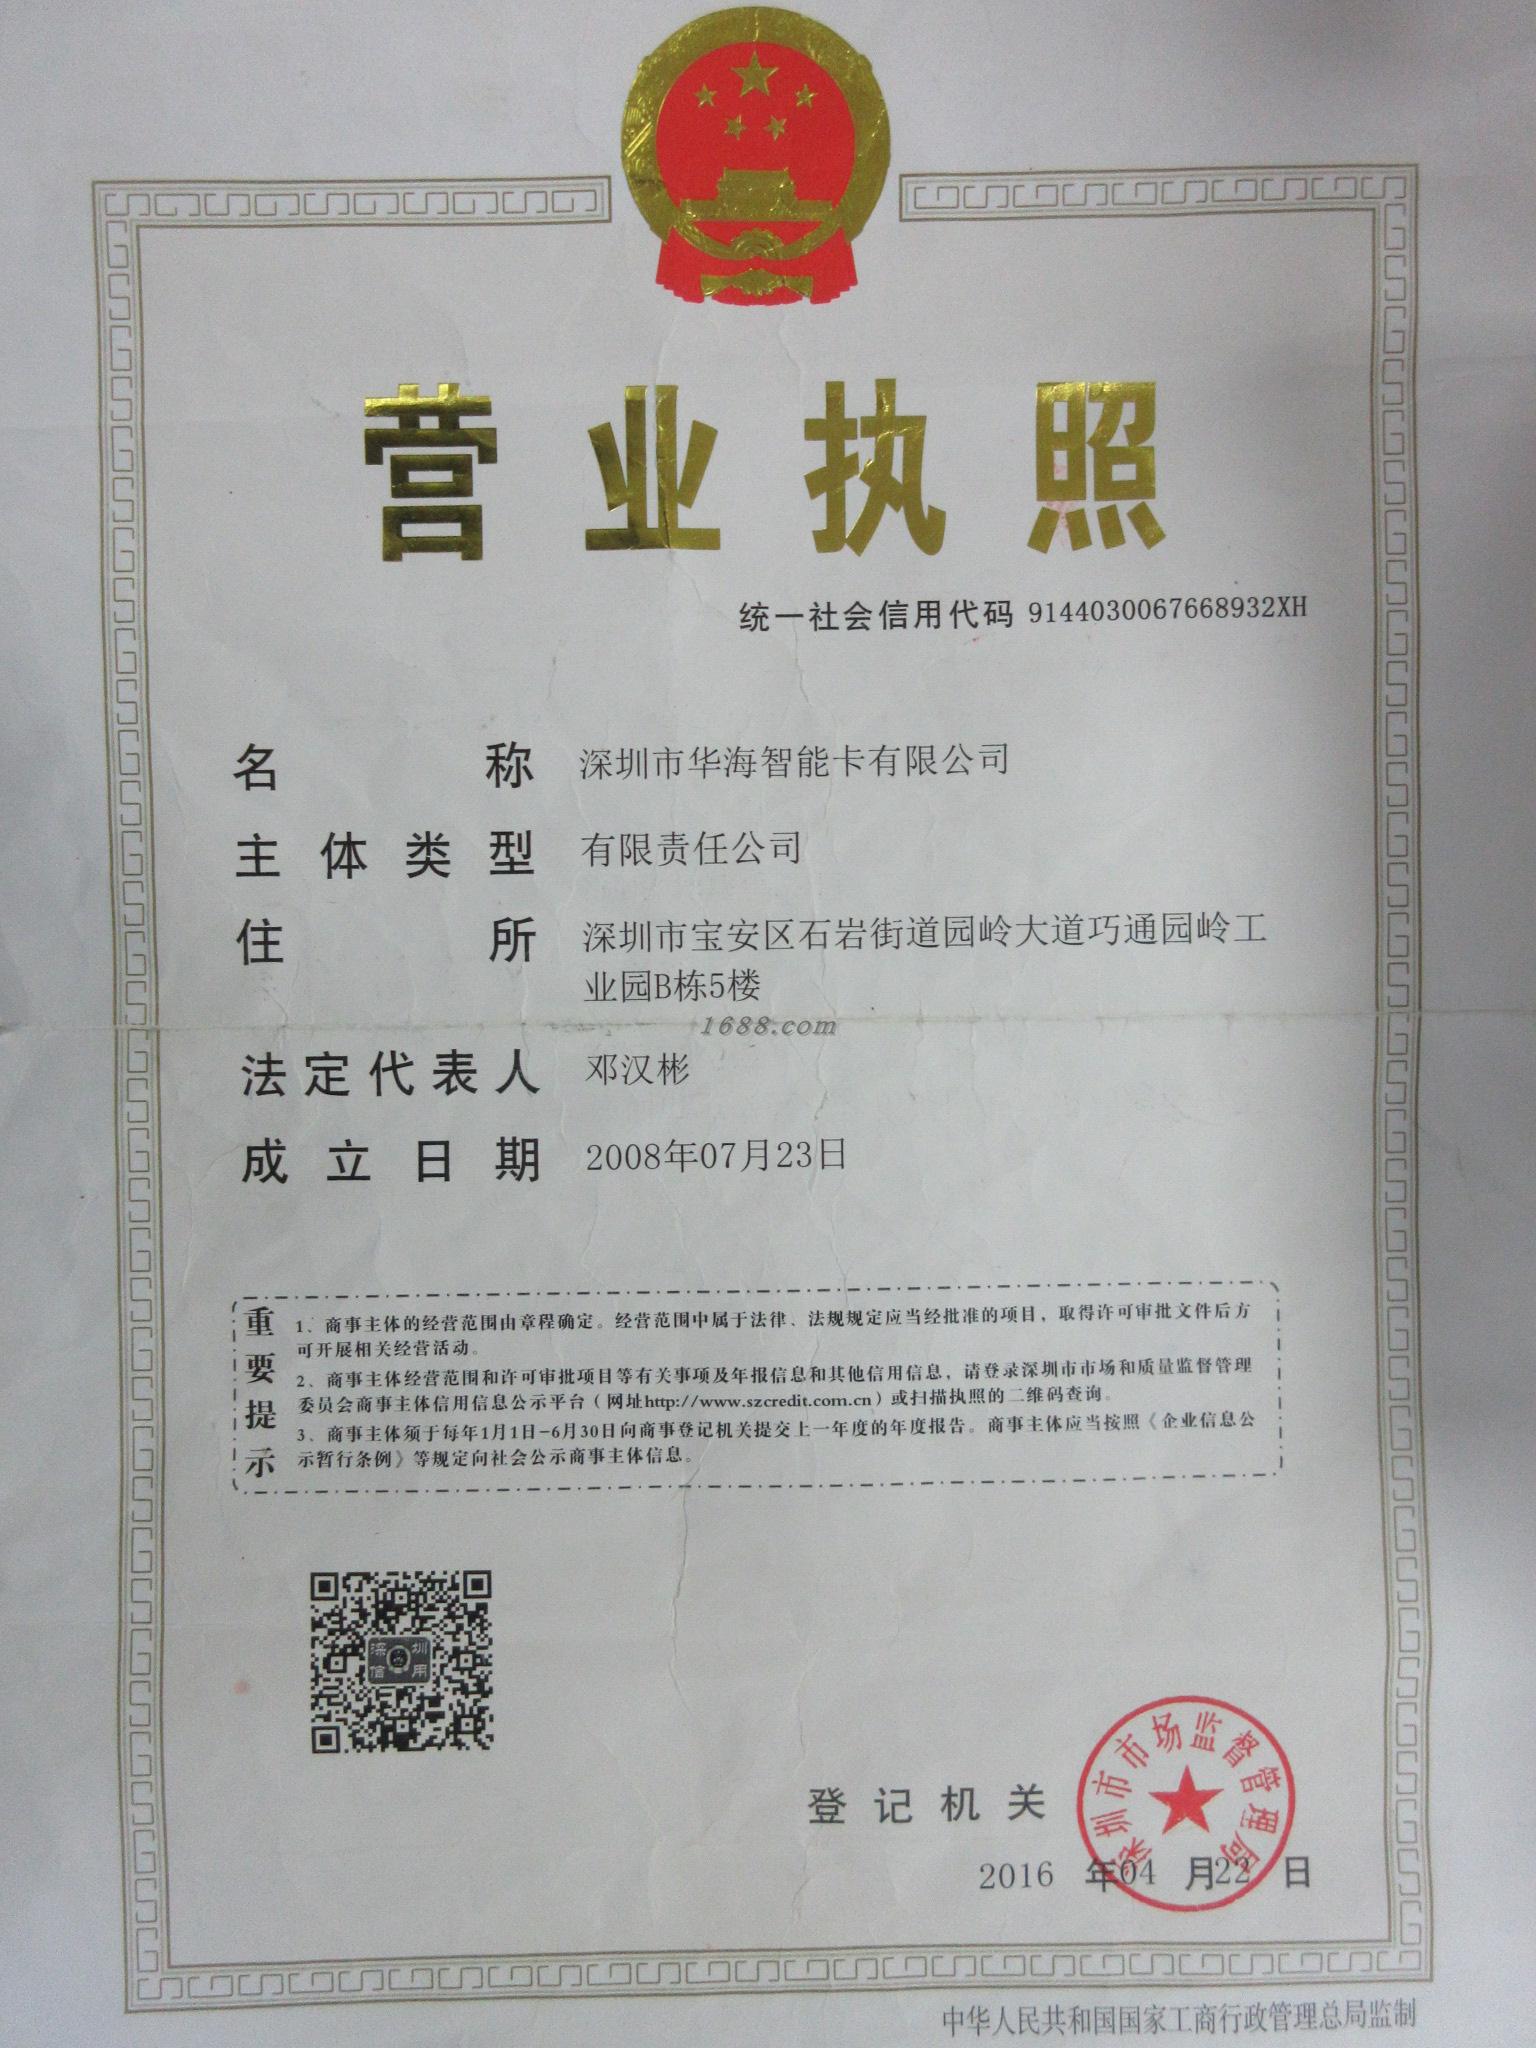 营业执照
统一社会信用代码 9144030067668932XH
名称 深圳市华海智能卡有限公司
主体类型 有限责任公司
住所 深圳市宝安区石岩街道园岭大道巧通园岭工
业园B栋5楼
1688.com
法定代表人 邓汉彬
成立日期 2008年07月23日
重要提示
1、商事主体的经营范围由章程确定。经营范围中属于法律、法规规定应当经批准的项目，取得许可审批文件后方
可开展相关经营活动。
2、商事主体经营范围和许可审批项目等有关事项及年报信息和其他信用信息，请登录深圳市市场和质量监督管理
委员会商事主体信用信息公示平台（网址http://www.szcredit.com.cn）或扫描执照的二维码查询。
3、商事主体须于每年1月1日-6月30日向商事登记机关提交上一年度的年度报告。商事主体应当按照《企业信息公
示暂行条例》等规定向社会公示商事主体信息。
深圳
信用
登记机关
深圳市市场监督管理局
2016 年04 月22 日
中华人民共和国国家工商行政管理总局监制